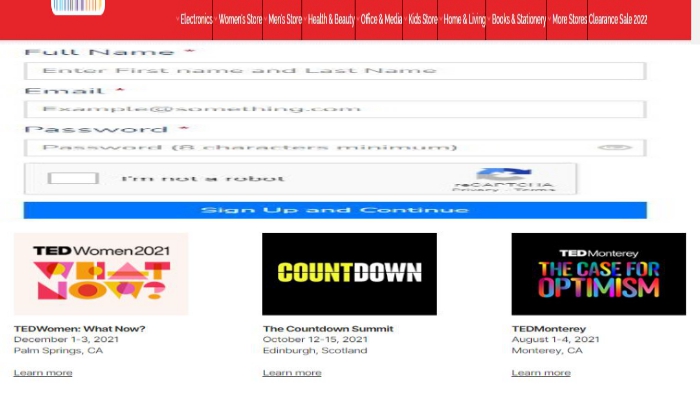 Electronics Women's Store Men's Store Health & Beauty Office & Media Kids Store Home & Living Books & Stationery More Stores Clearance Sale 2022
Full Name *
Enter First name and Last Name
Email *
Example@something.com
Password *
Password (8 characters minimum)
I'm not a robot
reCAPTCHA
Privacy - Terms
Sign Up and Continue
TEDWomen2021
WHAT
NOW?
COUNTDOWN
TEDMonterey
THE CASE FOR
OPTIMISM
TEDWomen: What Now?
December 1-3, 2021
Palm Springs, CA
Learn more
The Countdown Summit
October 12-15, 2021
Edinburgh, Scotland
Learn more
TEDMonterey
August 1-4, 2021
Monterey, CA
Learn more